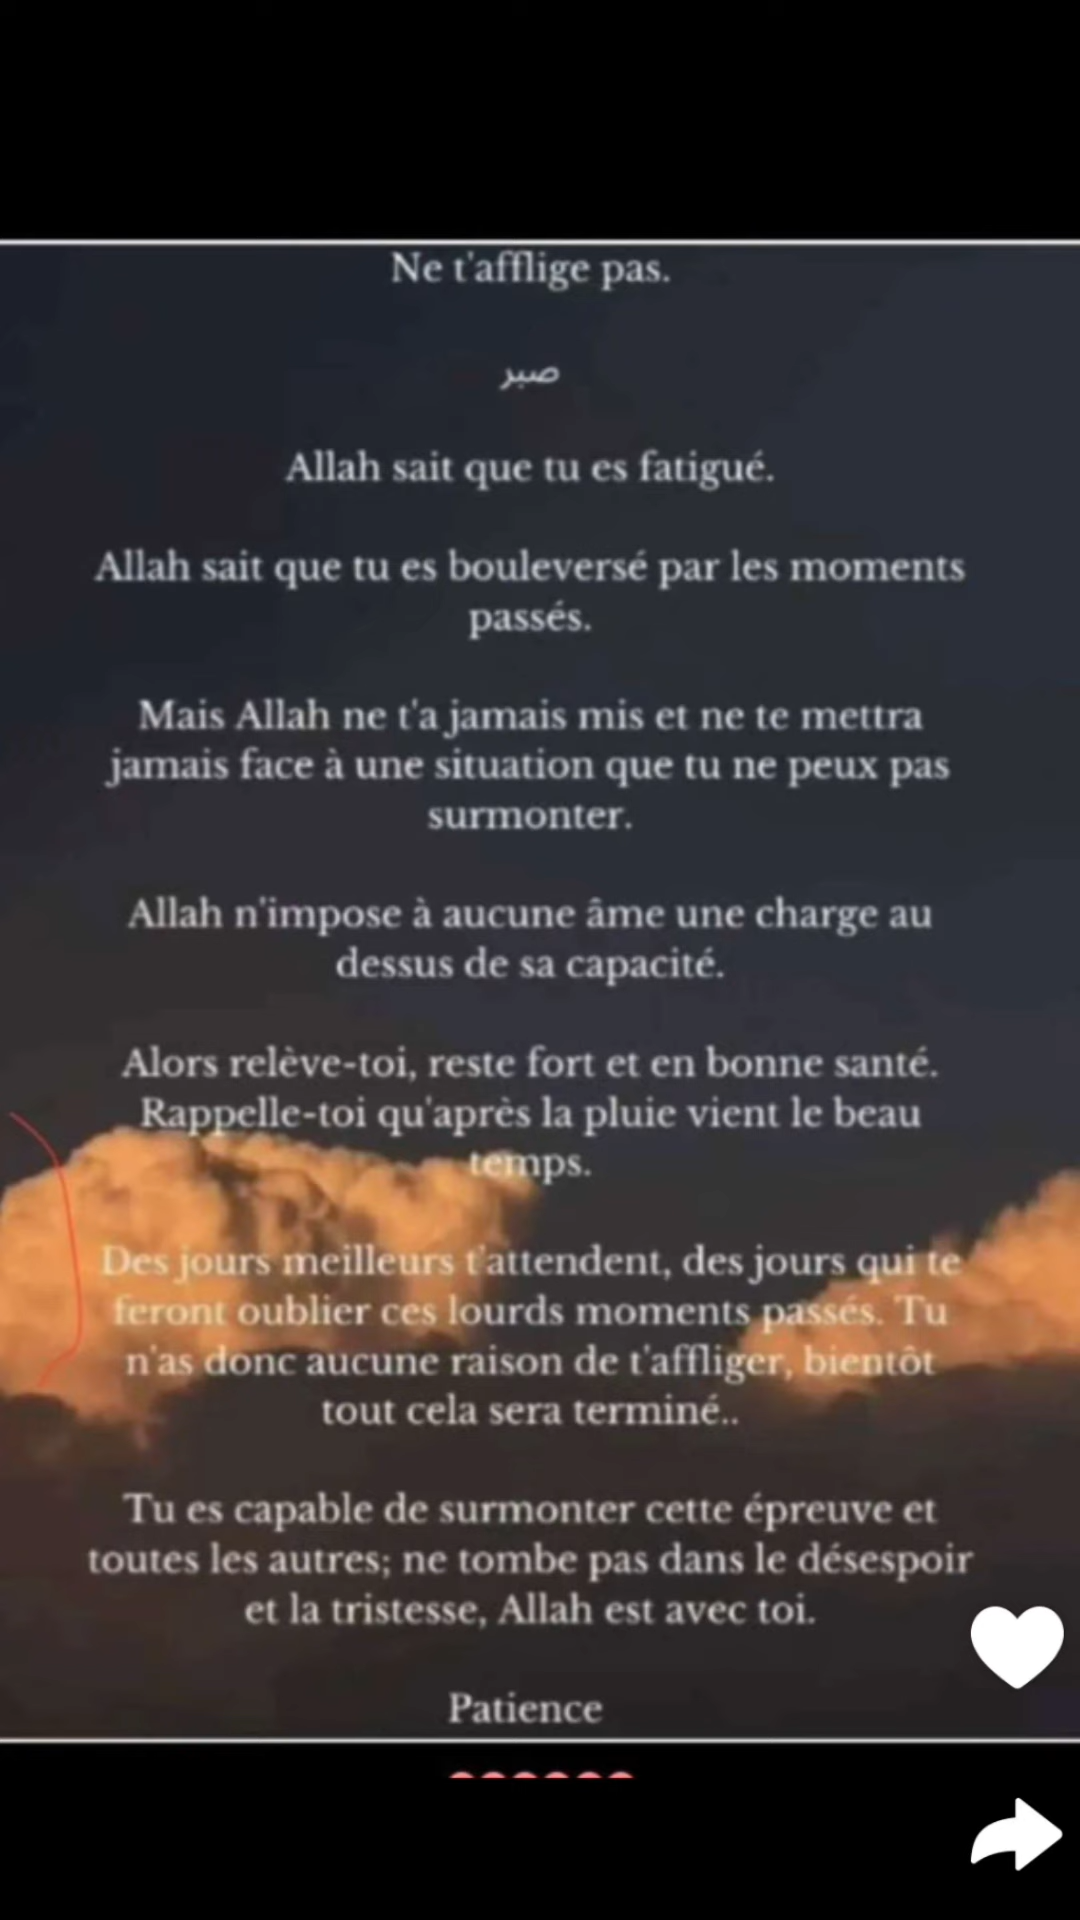 Ne t'afflige pas.
صبر
Allah sait que tu es fatigué.
Allah sait que tu es bouleversé par les moments
passés.
Mais Allah ne t'a jamais mis et ne te mettra
jamais face à une situation que tu ne peux pas
surmonter.
Allah n'impose à aucune âme une charge au
dessus de sa capacité.
Alors relève-toi, reste fort et en bonne santé.
Rappelle-toi qu'après la pluie vient le beau
temps.
Des jours meilleurs t'attendent, des jours qui te
feront oublier ces lourds moments passés. Tu
n'as donc aucune raison de t'affliger, bientôt
tout cela sera terminé..
Tu es capable de surmonter cette épreuve et
toutes les autres; ne tombe pas dans le désespoir
et la tristesse, Allah est avec toi.
Patience